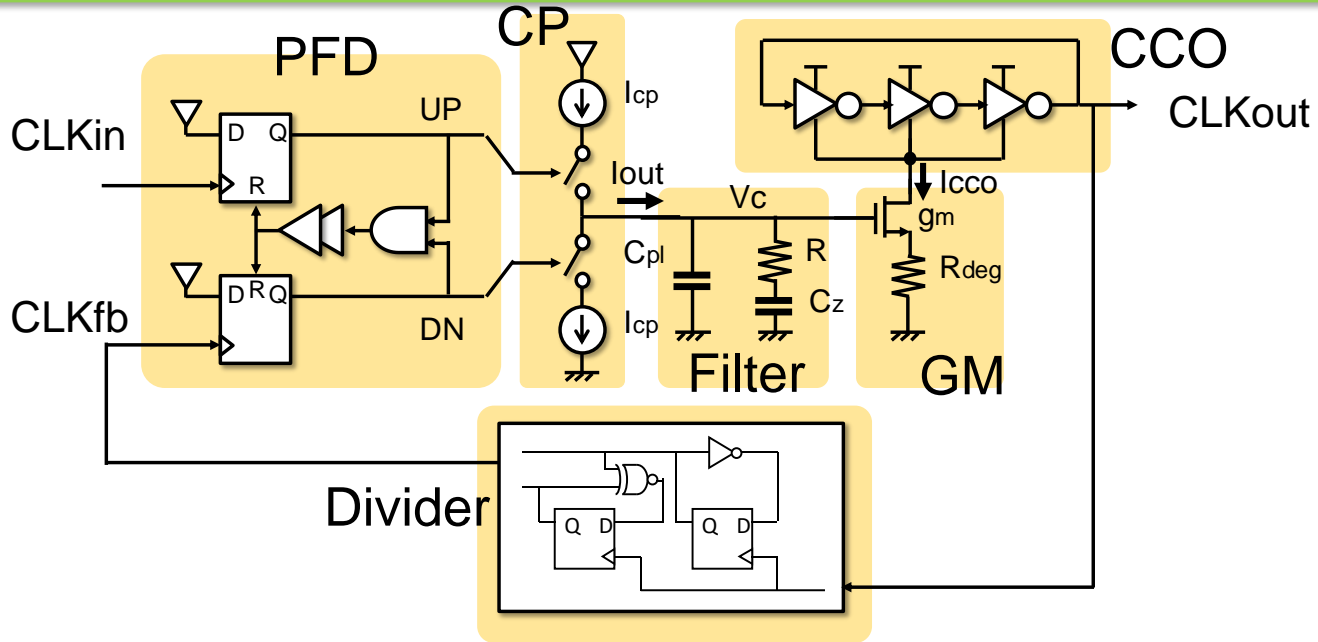 PFD
CP
CCO
CLKin
D Q
R
UP
Icp
CLKout
Iout
Vc
Icco
gm
Cpl
R
Cz
Rdeg
CLKfb
D R Q
DN
Icp
Filter
GM
Divider
Q D
Q D